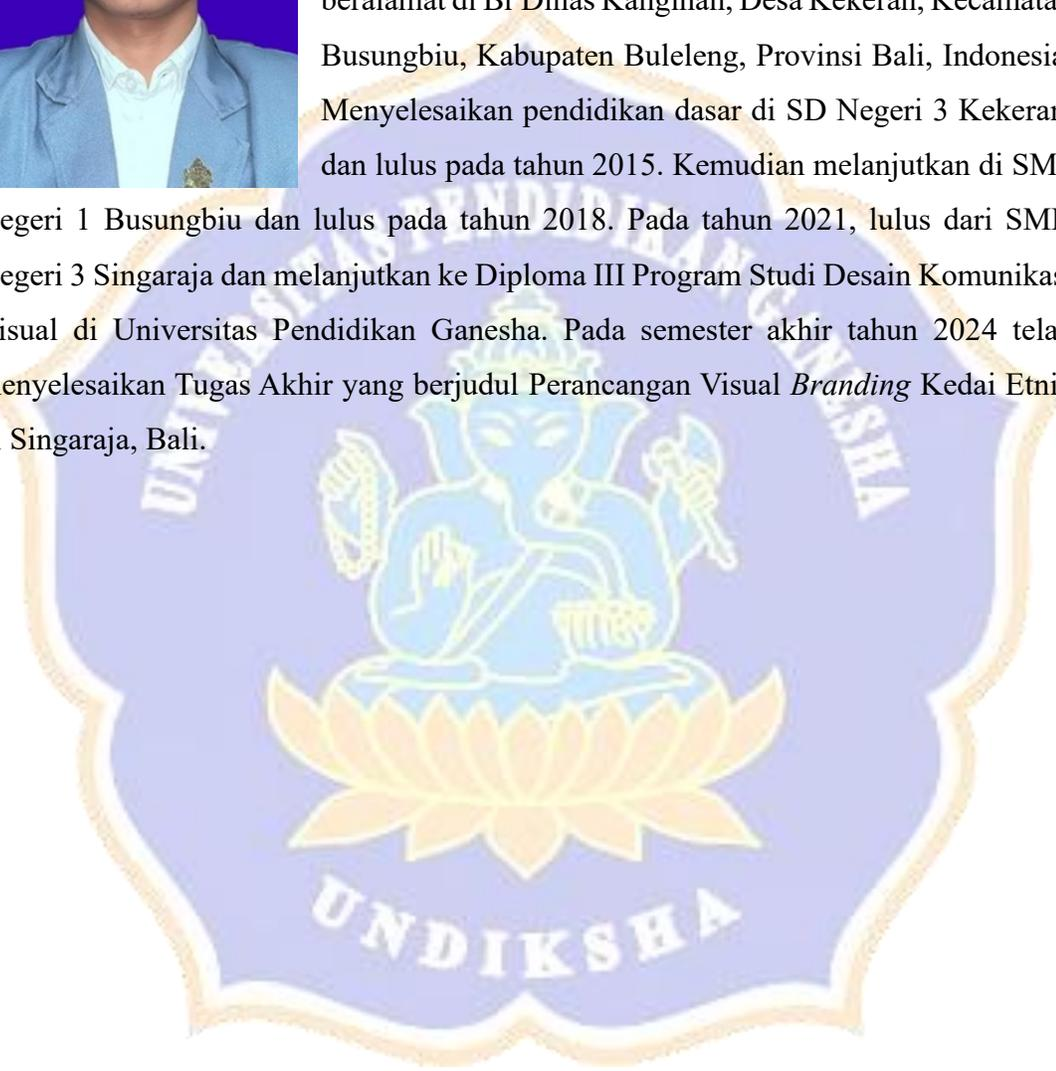 beralamat di Br Dinas Kanginan, Desa Kekeran, Kecamata
Busungbiu, Kabupaten Buleleng, Provinsi Bali, Indonesia
Menyelesaikan pendidikan dasar di SD Negeri 3 Kekeran
dan lulus pada tahun 2015. Kemudian melanjutkan di SM
egeri 1 Busungbiu dan lulus pada tahun 2018. Pada tahun 2021, lulus dari SM
egeri 3 Singaraja dan melanjutkan ke Diploma III Program Studi Desain Komunikas
isual di Universitas Pendidikan Ganesha. Pada semester akhir tahun 2024 tela
enyelesaikan Tugas Akhir yang berjudul Perancangan Visual Branding Kedai Etni
Singaraja, Bali.
UNIVERSITAS PENDIDIKAN GANESHA
UNDIKSHA